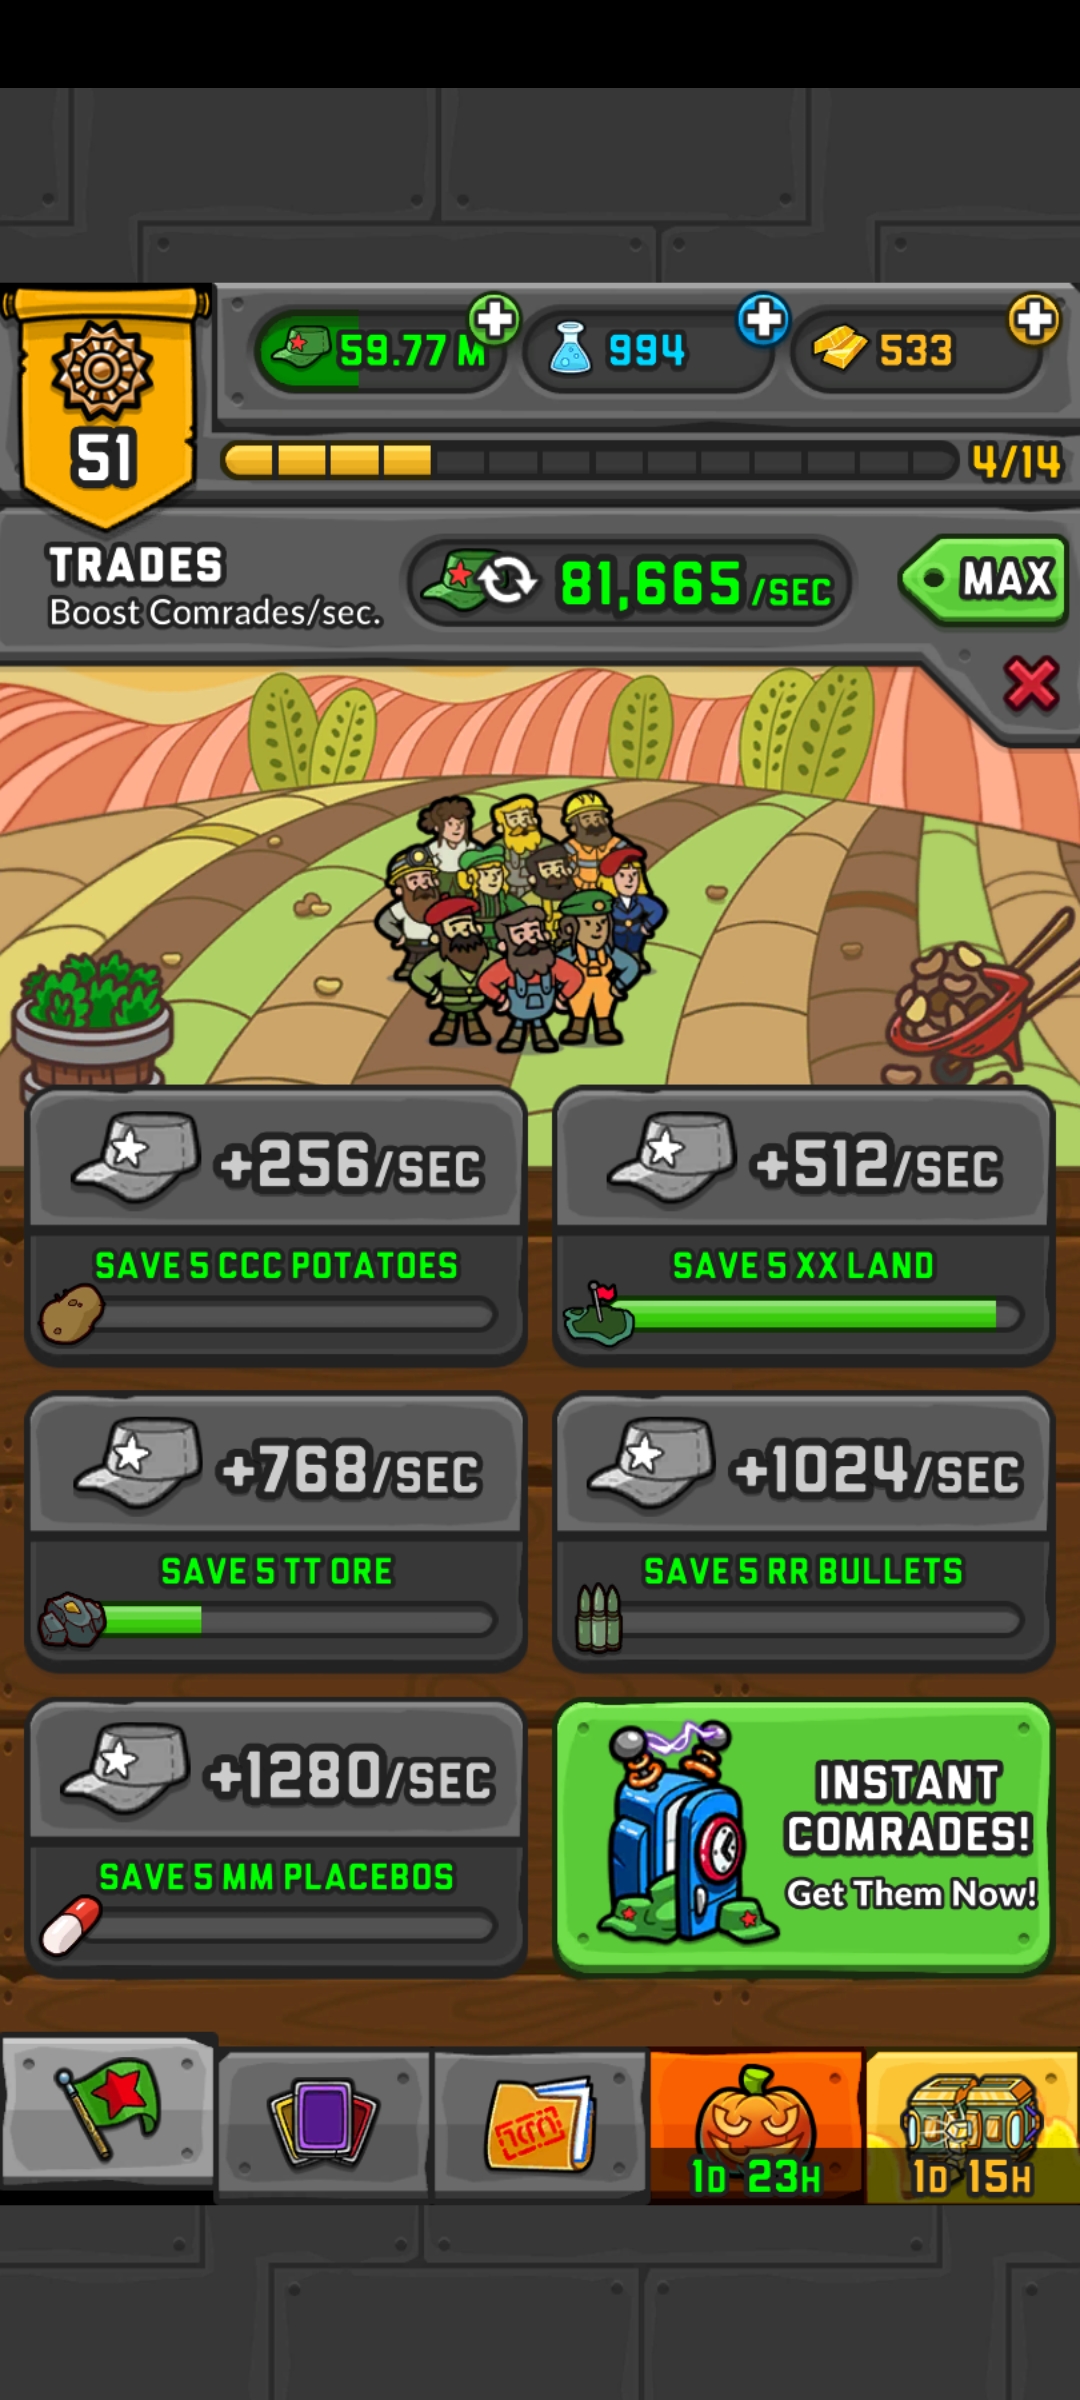 59.77 M
994
533
51
4/14
TRADES
Boost Comrades/sec.
81,665/SEC
MAX
+256/SEC
SAVE 5 CCC POTATOES
+512/SEC
SAVE 5 XX LAND
+768/SEC
SAVE 5 TT ORE
+1024/SEC
SAVE 5 RR BULLETS
+1280/SEC
SAVE 5 MM PLACEBOS
INSTANT
COMRADES!
Get Them Now!
1D 23H
1D 15H